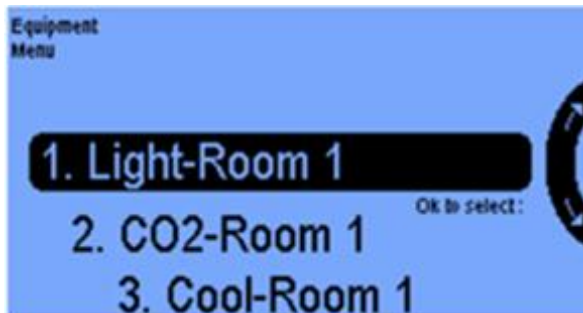 Equipment
Menu
1. Light-Room 1
Ok to select:
2. CO2-Room 1
3. Cool-Room 1